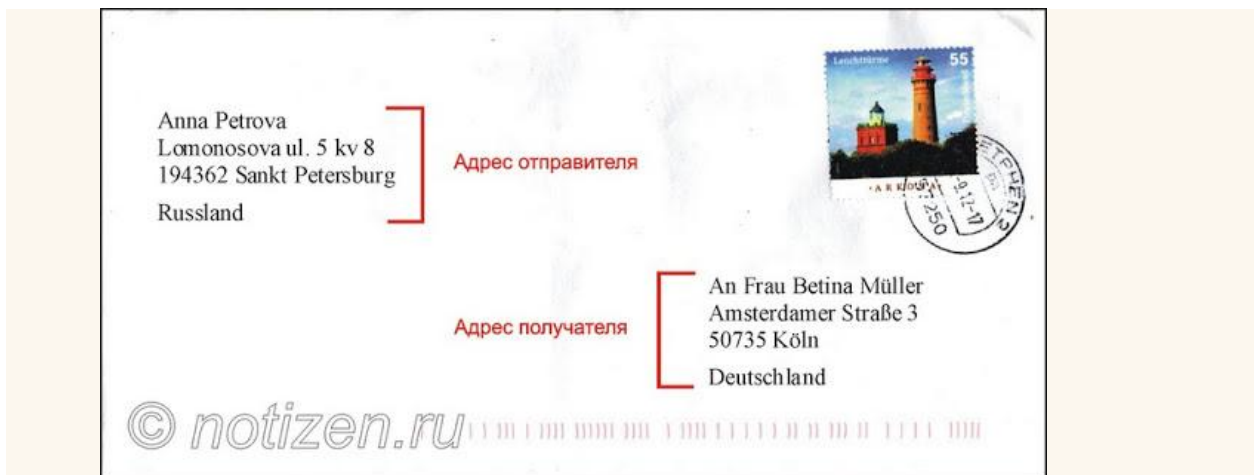 Leuchttürme 55
Anna Petrova
Lomonosova ul. 5 kv 8
194362 Sankt Petersburg
Russland
Адрес отправителя
An Frau Betina Müller
Amsterdamer Straße 3
50735 Köln
Deutschland
Адрес получателя
© notizen.ru